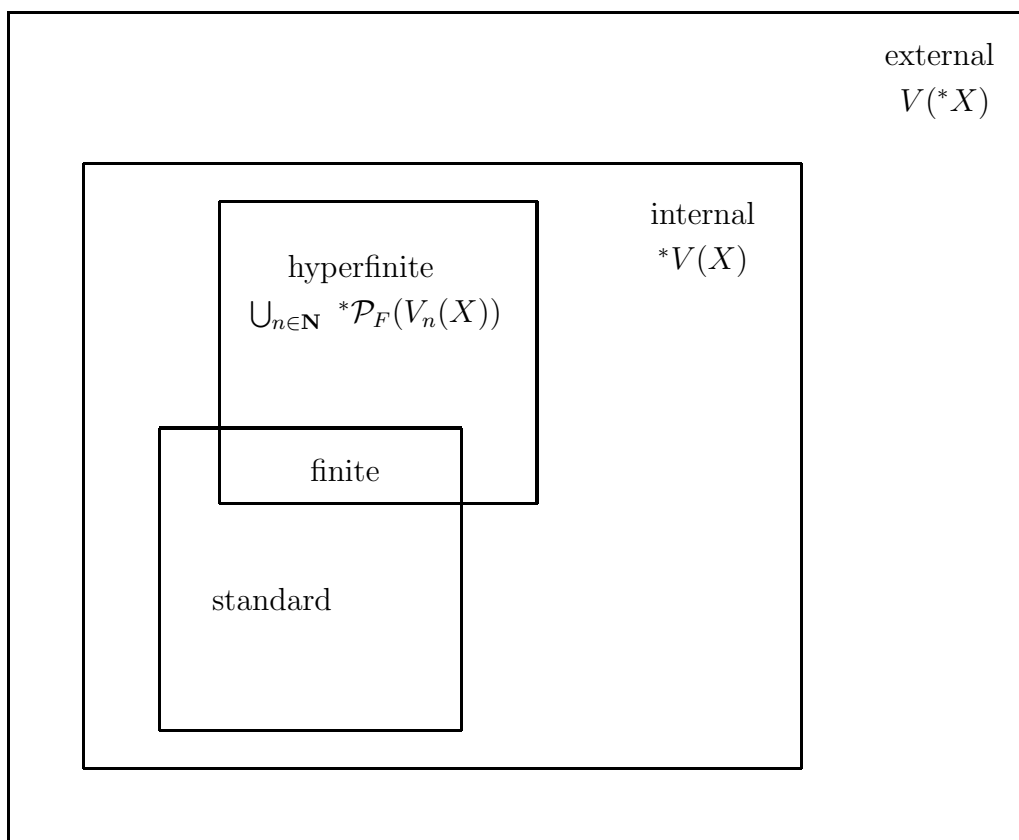 external
V(*X)
internal
*V(X)
hyperfinite
⋃n∈N *𝒫F(Vn(X))
finite
standard